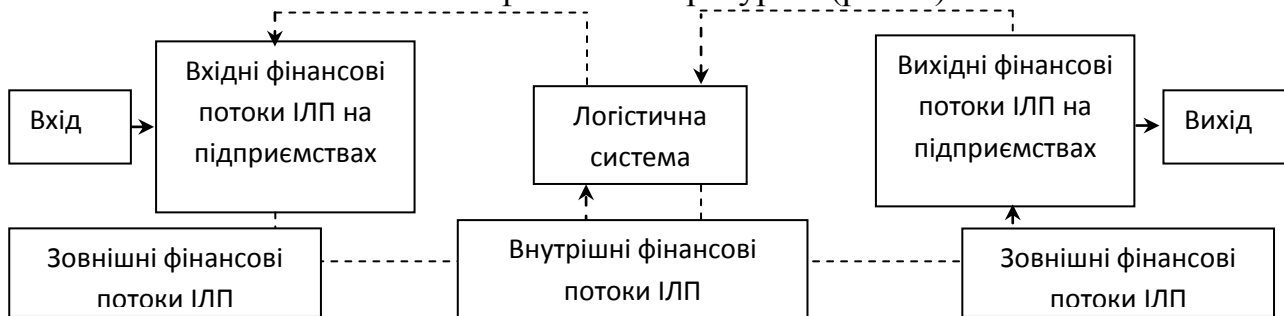 Вхід
Вхідні фінансові
потоки ІЛП на
підприємствах
Логістична
система
Вихідні фінансові
потоки ІЛП на
підприємствах
Вихід
Зовнішні фінансові
потоки ІЛП
Внутрішні фінансові
потоки ІЛП
Зовнішні фінансові
потоки ІЛП